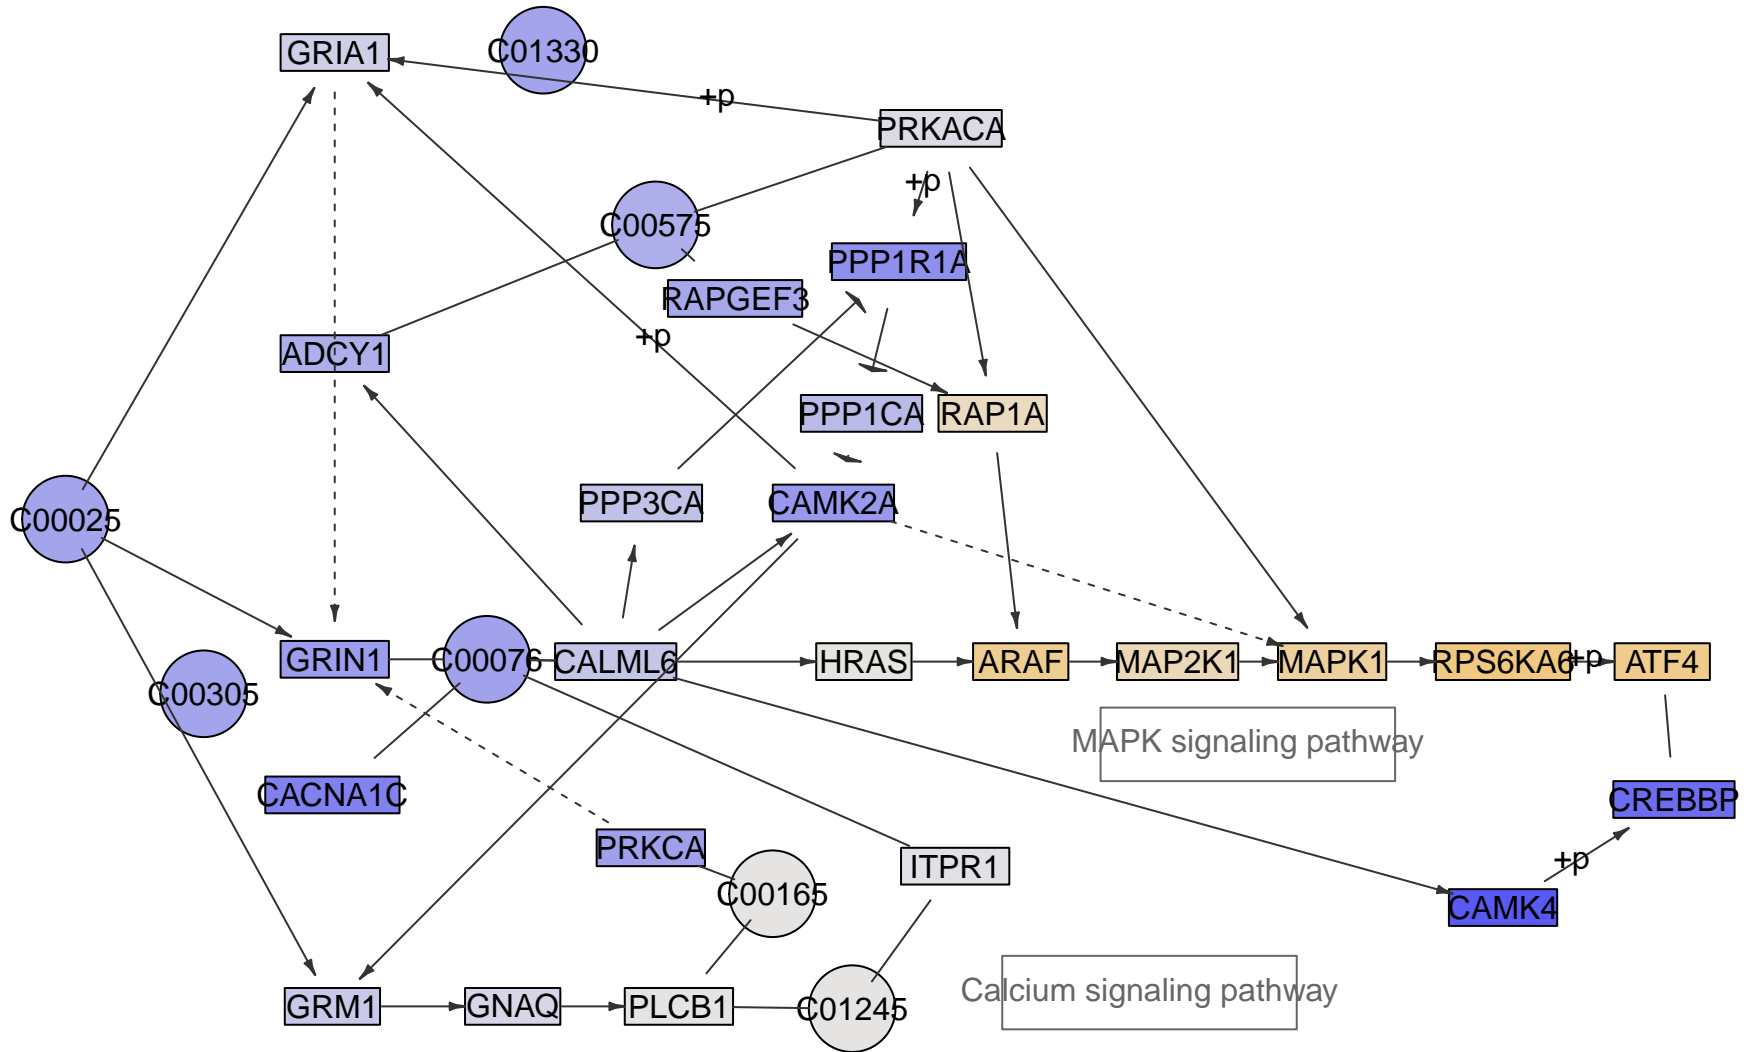 GRIA1
C01330
+p
PRKACA
+p
C00575
PPP1R1A
RAPGEF3
+p
ADCY1
PPP1CA
RAP1A
PPP3CA
CAMK2A
C00025
GRIN1
C00076
CALML6
HRAS
ARAF
MAP2K1
MAPK1
RPS6KA6
+p
ATF4
C00305
MAPK signaling pathway
CACNA1C
CREBBP
PRKCA
ITPR1
+p
C00165
CAMK4
Calcium signaling pathway
GRM1
GNAQ
PLCB1
C01245